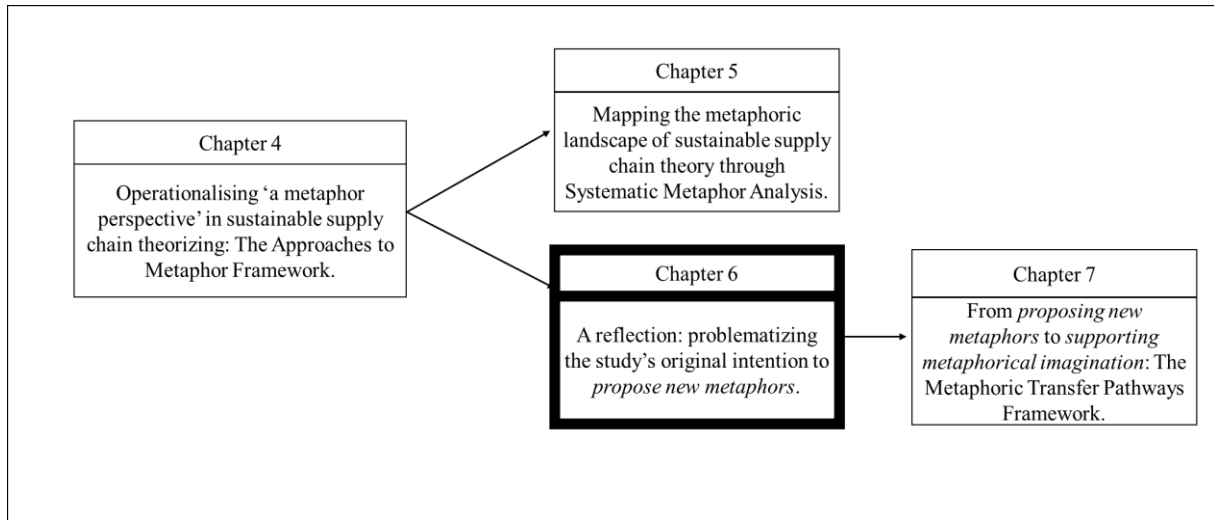 Chapter 4
Operationalising ‘a metaphor
perspective’ in sustainable supply
chain theorizing: The Approaches to
Metaphor Framework.
Chapter 5
Mapping the metaphoric
landscape of sustainable supply
chain theory through
Systematic Metaphor Analysis.
Chapter 6
A reflection: problematizing
the study’s original intention to
propose new metaphors.
Chapter 7
From proposing new
metaphors to supporting
metaphorical imagination: The
Metaphoric Transfer Pathways
Framework.